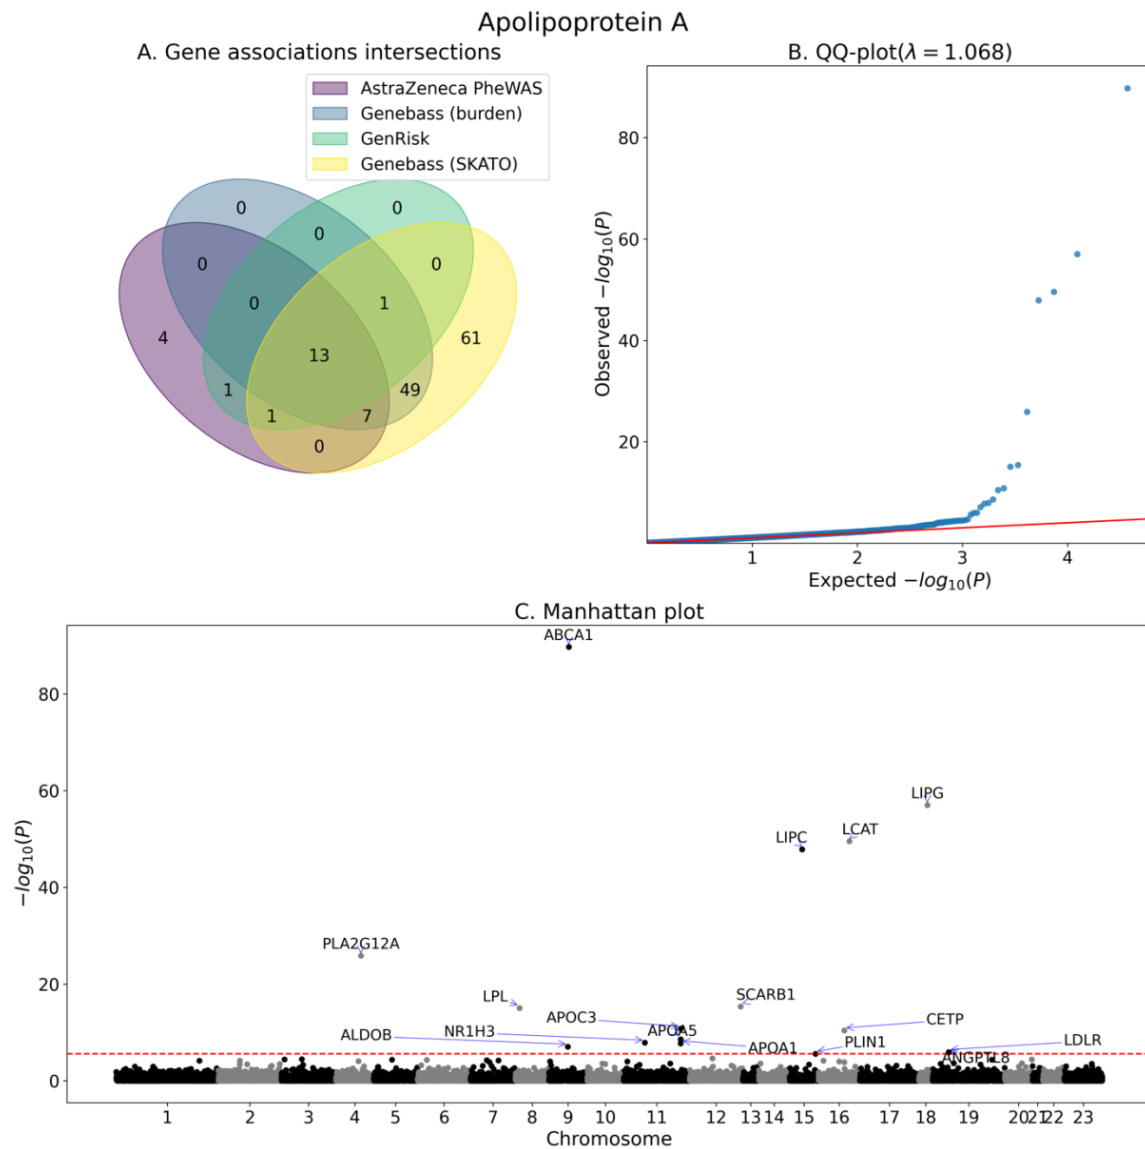 Apolipoprotein A
A. Gene associations intersections
AstraZeneca PheWAS
Genebass (burden)
GenRisk
Genebass (SKATO)
0
0
0
0
0
0
1
4
61
13
1
49
1
7
0
B. QQ-plot(λ = 1.068)
Observed −log10(P)
80
60
40
20
1
2
3
4
Expected −log10(P)
C. Manhattan plot
−log10(P)
80
60
40
20
0
ABCA1
LIPG
LCAT
LIPC
PLA2G12A
LPL
SCARB1
APOC3
CETP
ALDOB
NR1H3
APOA5
APOA1
PLIN1
LDLR
ANGPTL8
1 2 3 4 5 6 7 8 9 10 11 12 13 14 15 16 17 18 19 20 21 22 23
Chromosome